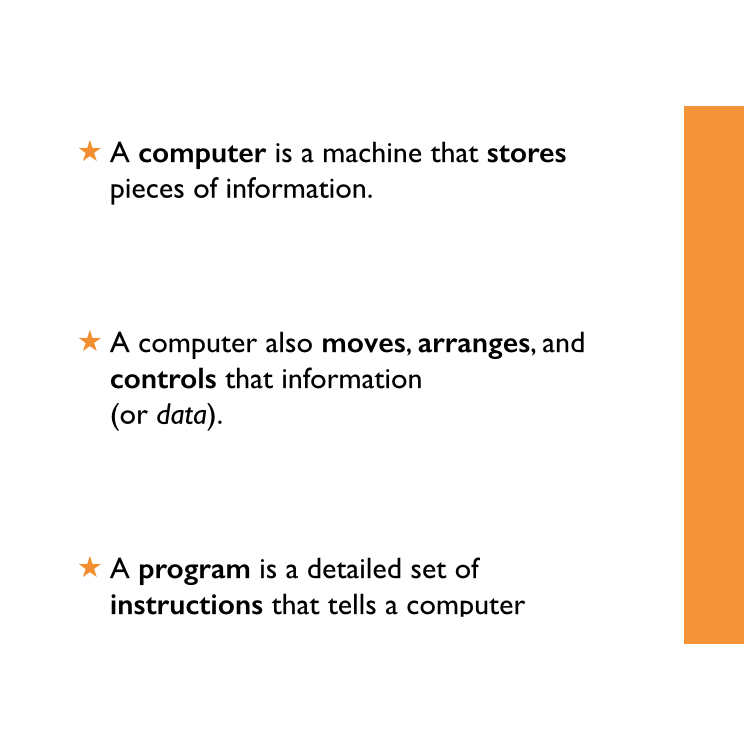 ★ A computer is a machine that stores
pieces of information.
★ A computer also moves, arranges, and
controls that information
(or data).
★ A program is a detailed set of
instructions that tells a computer